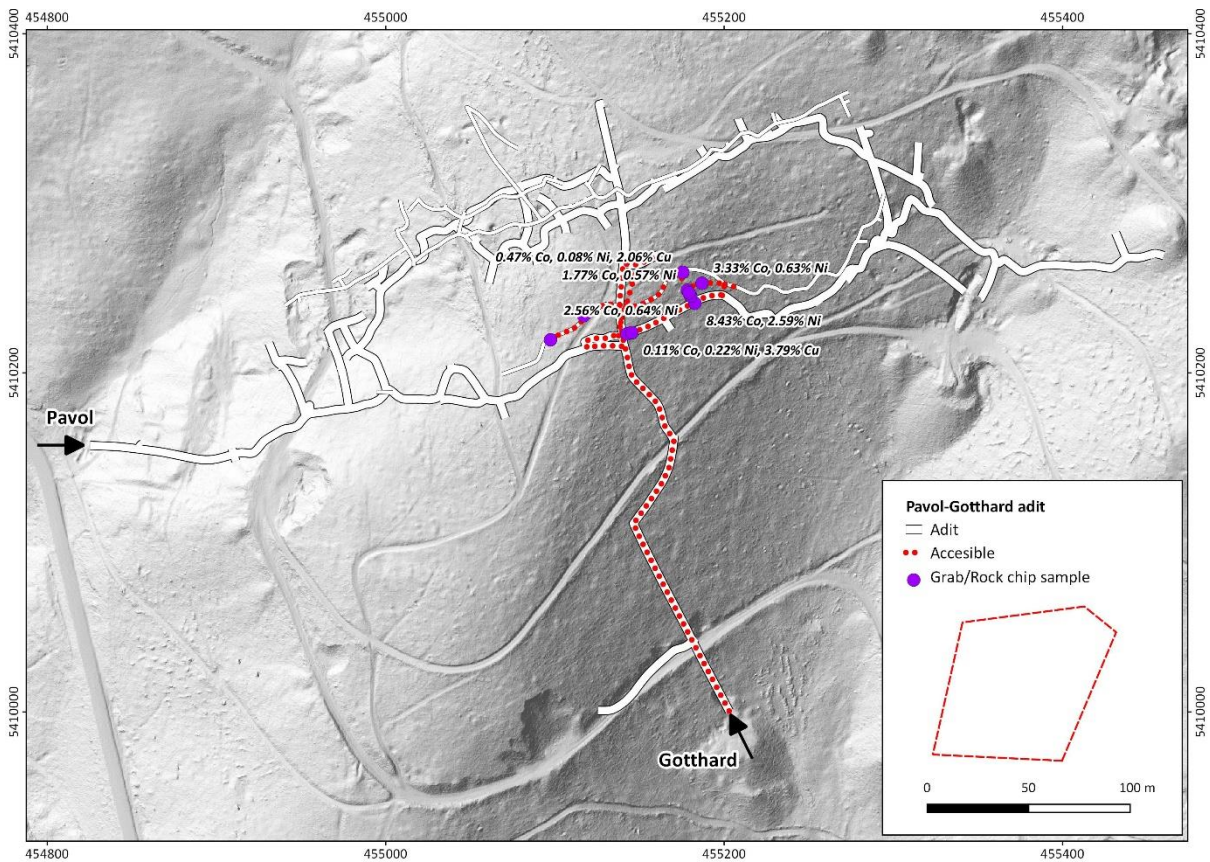 454800
455000
455200
455400
5410400
5410400
0.47% Co, 0.08% Ni, 2.06% Cu
1.77% Co, 0.57% Ni
3.33% Co, 0.63% Ni
2.56% Co, 0.64% Ni
8.43% Co, 2.59% Ni
0.11% Co, 0.22% Ni, 3.79% Cu
5410200
5410200
Pavol
Pavol-Gotthard adit
Adit
Accesible
Grab/Rock chip sample
5410000
5410000
Gotthard
0
50
100 m
454800
455000
455200
455400